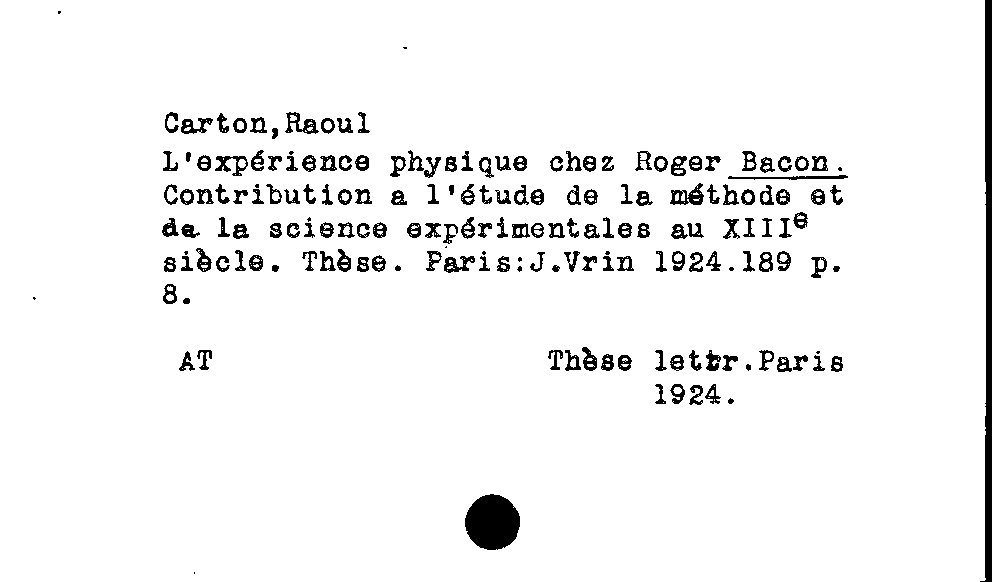 Carton,Raoul
L'expérience physique chez Roger Bacon.
Contribution a l'étude de la méthode et
de la science expérimentales au XIIIe
siècle. Thèse. Paris:J.Vrin 1924.189 p.
8.
AT Thèse lettr.Paris
1924.